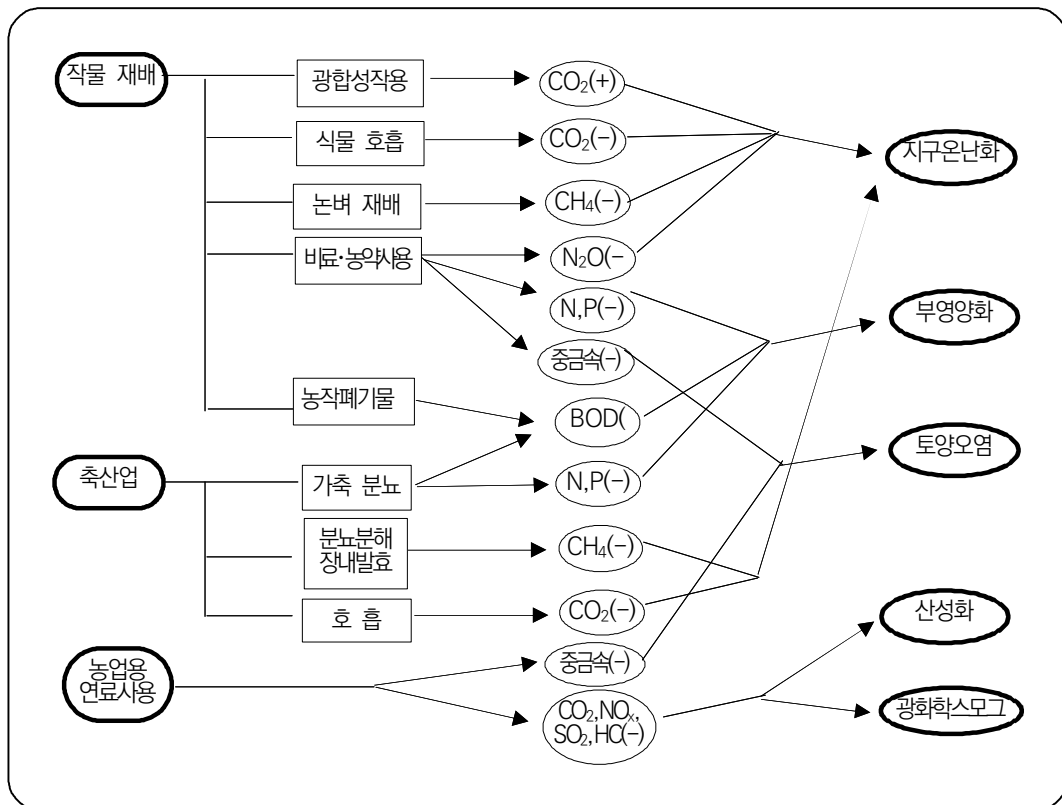 작물 재배
광합성작용
CO₂(+)
식물 호흡
CO₂(−)
지구온난화
논벼 재배
CH₄(−)
비료·농약사용
N₂O(−
N,P(−)
부영양화
중금속(−)
농작폐기물
BOD(
토양오염
축산업
가축 분뇨
N,P(−)
분뇨분해
장내발효
CH₄(−)
호 흡
CO₂(−)
산성화
농업용
연료사용
중금속(−)
CO₂,NOₓ,
SO₂,HC(−)
광화학스모그